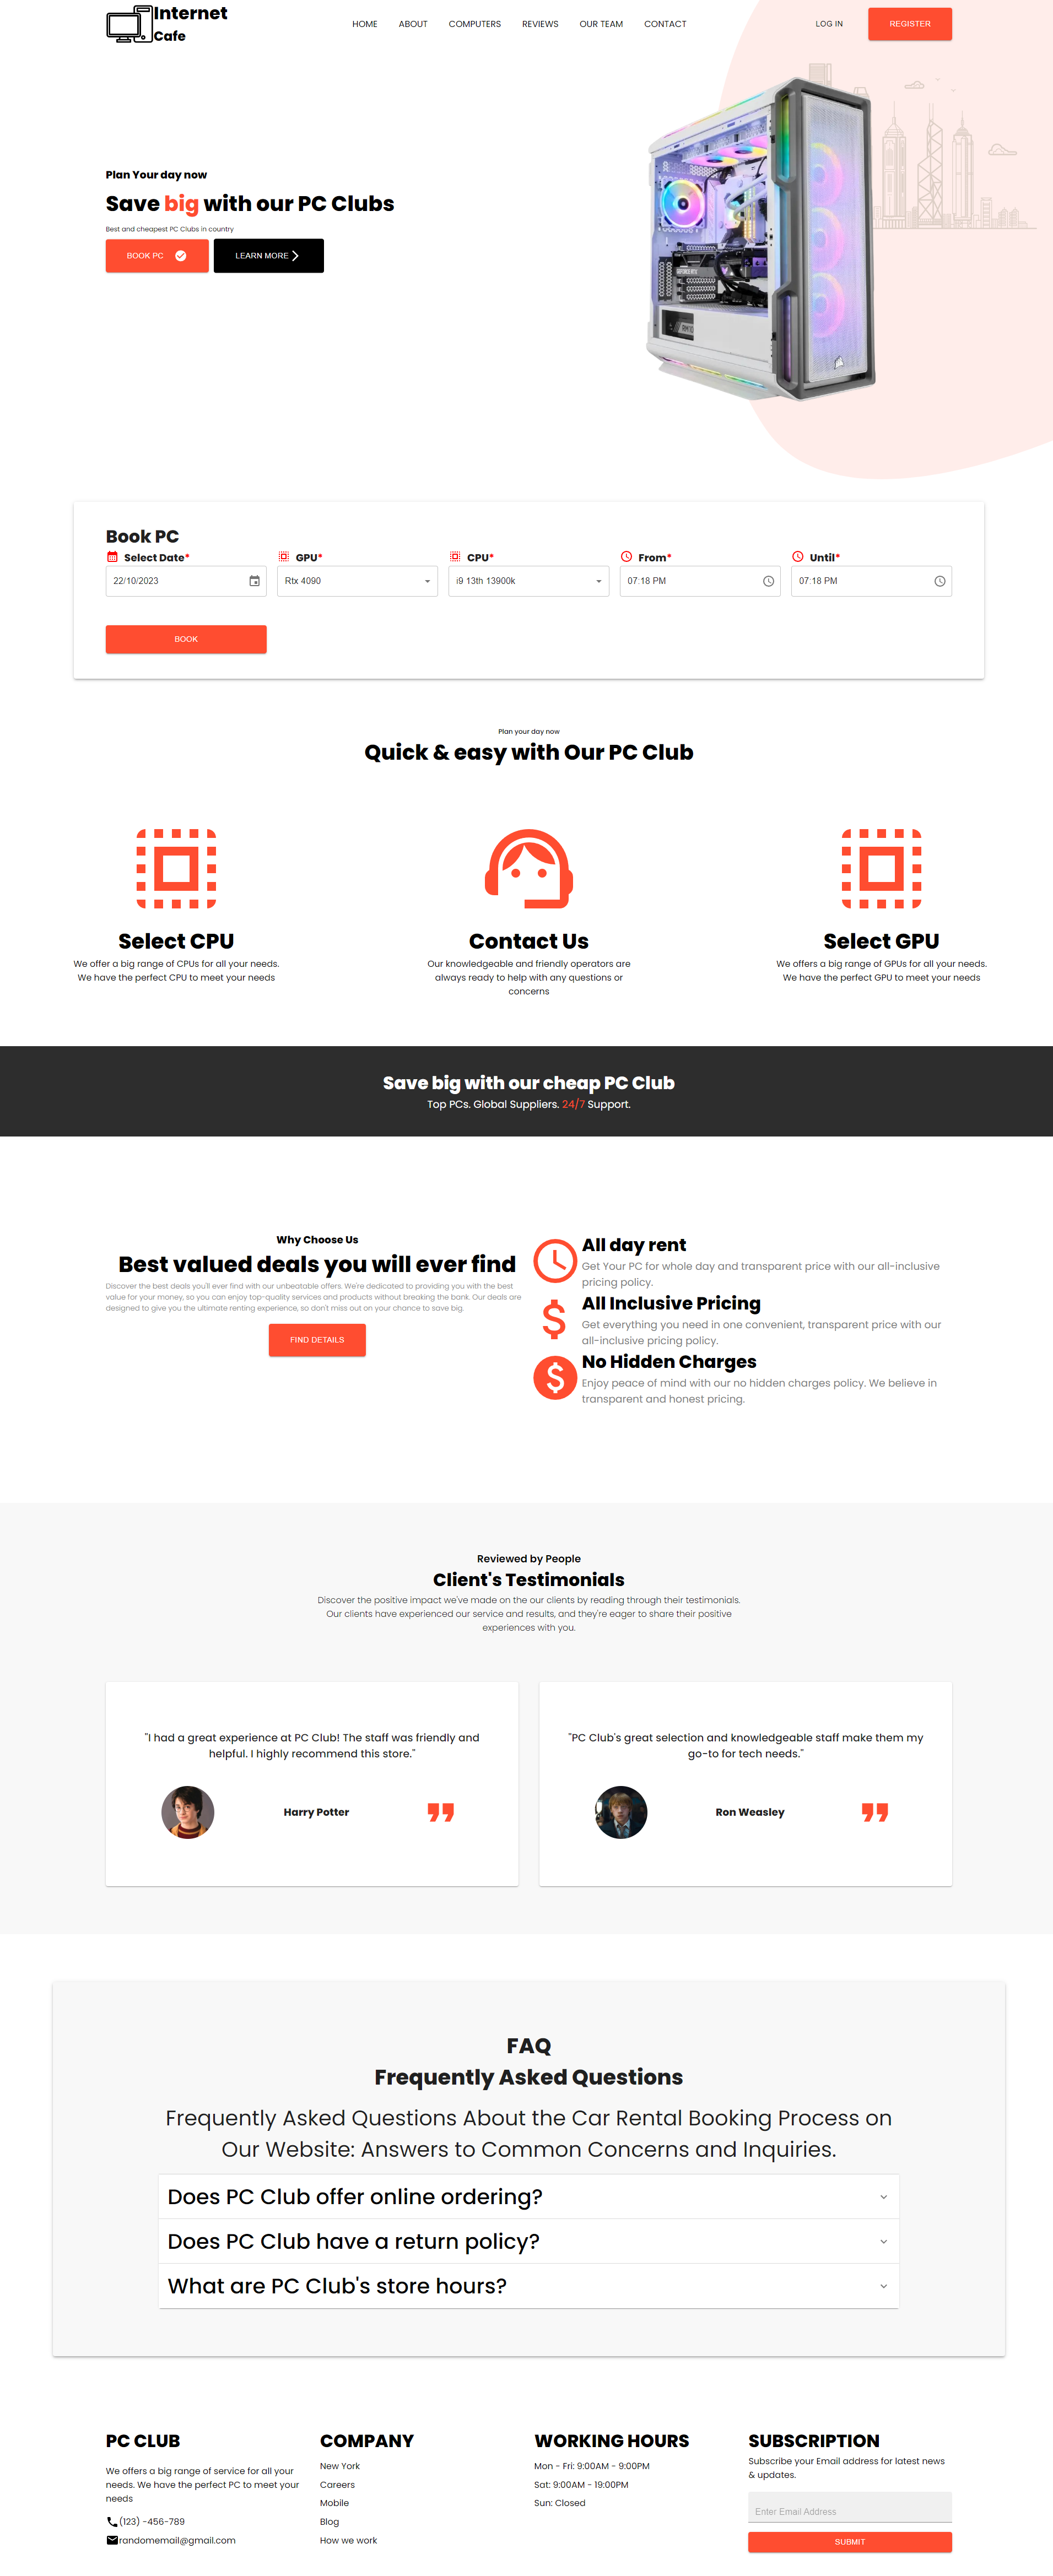 Internet
Cafe
HOME ABOUT COMPUTERS REVIEWS OUR TEAM CONTACT
LOG IN REGISTER
Plan Your day now
Save big with our PC Clubs
Best and cheapest PC Clubs in country
BOOK PC LEARN MORE
Book PC
Select Date* GPU* CPU* From* Until*
22/10/2023 Rtx 4090 i9 13th 13900k 07:18 PM 07:18 PM
BOOK
Plan your day now
Quick & easy with Our PC Club
Select CPU
We offer a big range of CPUs for all your needs.
We have the perfect CPU to meet your needs
Contact Us
Our knowledgeable and friendly operators are
always ready to help with any questions or
concerns
Select GPU
We offers a big range of GPUs for all your needs.
We have the perfect GPU to meet your needs
Save big with our cheap PC Club
Top PCs. Global Suppliers. 24/7 Support.
Why Choose Us
Best valued deals you will ever find
Discover the best deals you'll ever find with our unbeatable offers. We're dedicated to providing you with the best
value for your money, so you can enjoy top-quality services and products without breaking the bank. Our deals are
designed to give you the ultimate renting experience, so don't miss out on your chance to save big.
FIND DETAILS
All day rent
Get Your PC for whole day and transparent price with our all-inclusive
pricing policy.
All Inclusive Pricing
Get everything you need in one convenient, transparent price with our
all-inclusive pricing policy.
No Hidden Charges
Enjoy peace of mind with our no hidden charges policy. We believe in
transparent and honest pricing.
Reviewed by People
Client's Testimonials
Discover the positive impact we've made on the our clients by reading through their testimonials.
Our clients have experienced our service and results, and they're eager to share their positive
experiences with you.
"I had a great experience at PC Club! The staff was friendly and
helpful. I highly recommend this store."
Harry Potter
"PC Club's great selection and knowledgeable staff make them my
go-to for tech needs."
Ron Weasley
FAQ
Frequently Asked Questions
Frequently Asked Questions About the Car Rental Booking Process on
Our Website: Answers to Common Concerns and Inquiries.
Does PC Club offer online ordering?
Does PC Club have a return policy?
What are PC Club's store hours?
PC CLUB
We offers a big range of service for all your
needs. We have the perfect PC to meet your
needs
(123) -456-789
randomemail@gmail.com
COMPANY
New York
Careers
Mobile
Blog
How we work
WORKING HOURS
Mon - Fri: 9:00AM - 9:00PM
Sat: 9:00AM - 19:00PM
Sun: Closed
SUBSCRIPTION
Subscribe your Email address for latest news
& updates.
Enter Email Address
SUBMIT